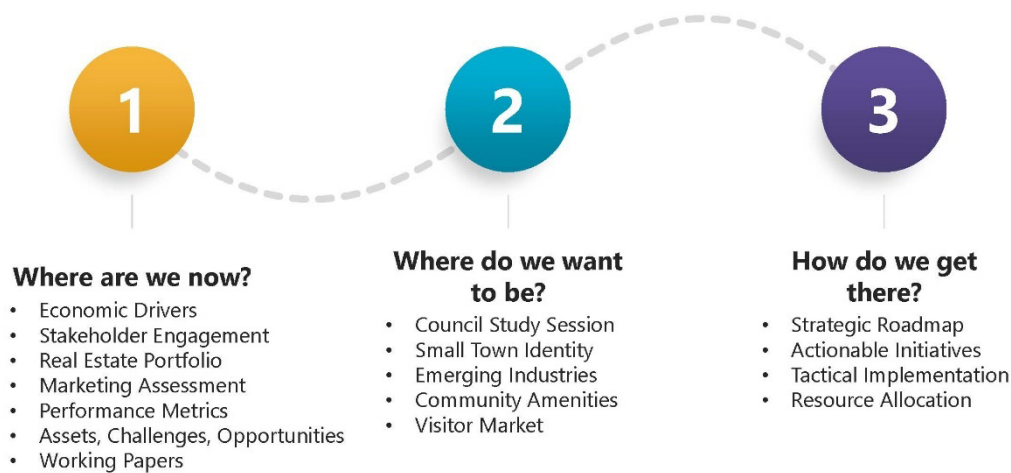 1
Where are we now?
• Economic Drivers
• Stakeholder Engagement
• Real Estate Portfolio
• Marketing Assessment
• Performance Metrics
• Assets, Challenges, Opportunities
• Working Papers
2
Where do we want
to be?
• Council Study Session
• Small Town Identity
• Emerging Industries
• Community Amenities
• Visitor Market
3
How do we get
there?
• Strategic Roadmap
• Actionable Initiatives
• Tactical Implementation
• Resource Allocation